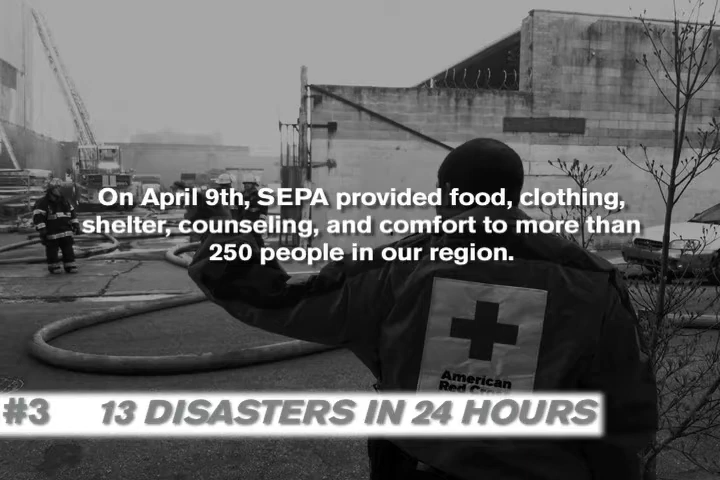 On April 9th, SEPA provided food, clothing,
shelter, counseling, and comfort to more than
250 people in our region.
American
Red Cross
#3 13 DISASTERS IN 24 HOURS